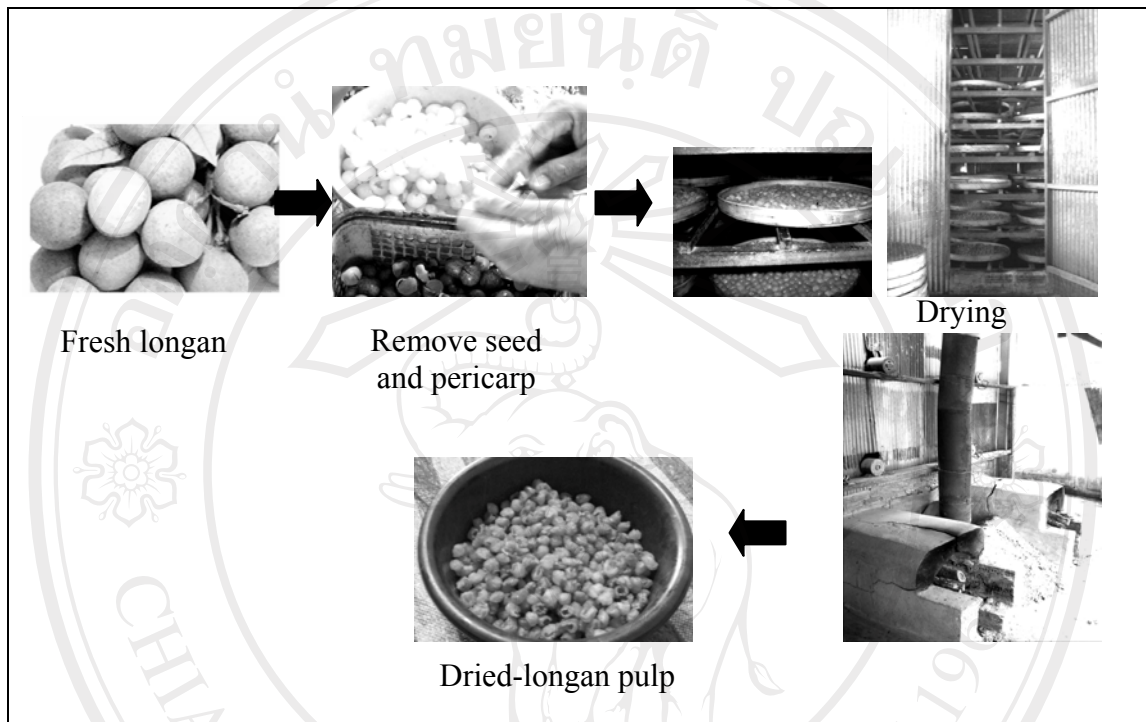 Fresh longan
Remove seed
and pericarp
Drying
Dried-longan pulp